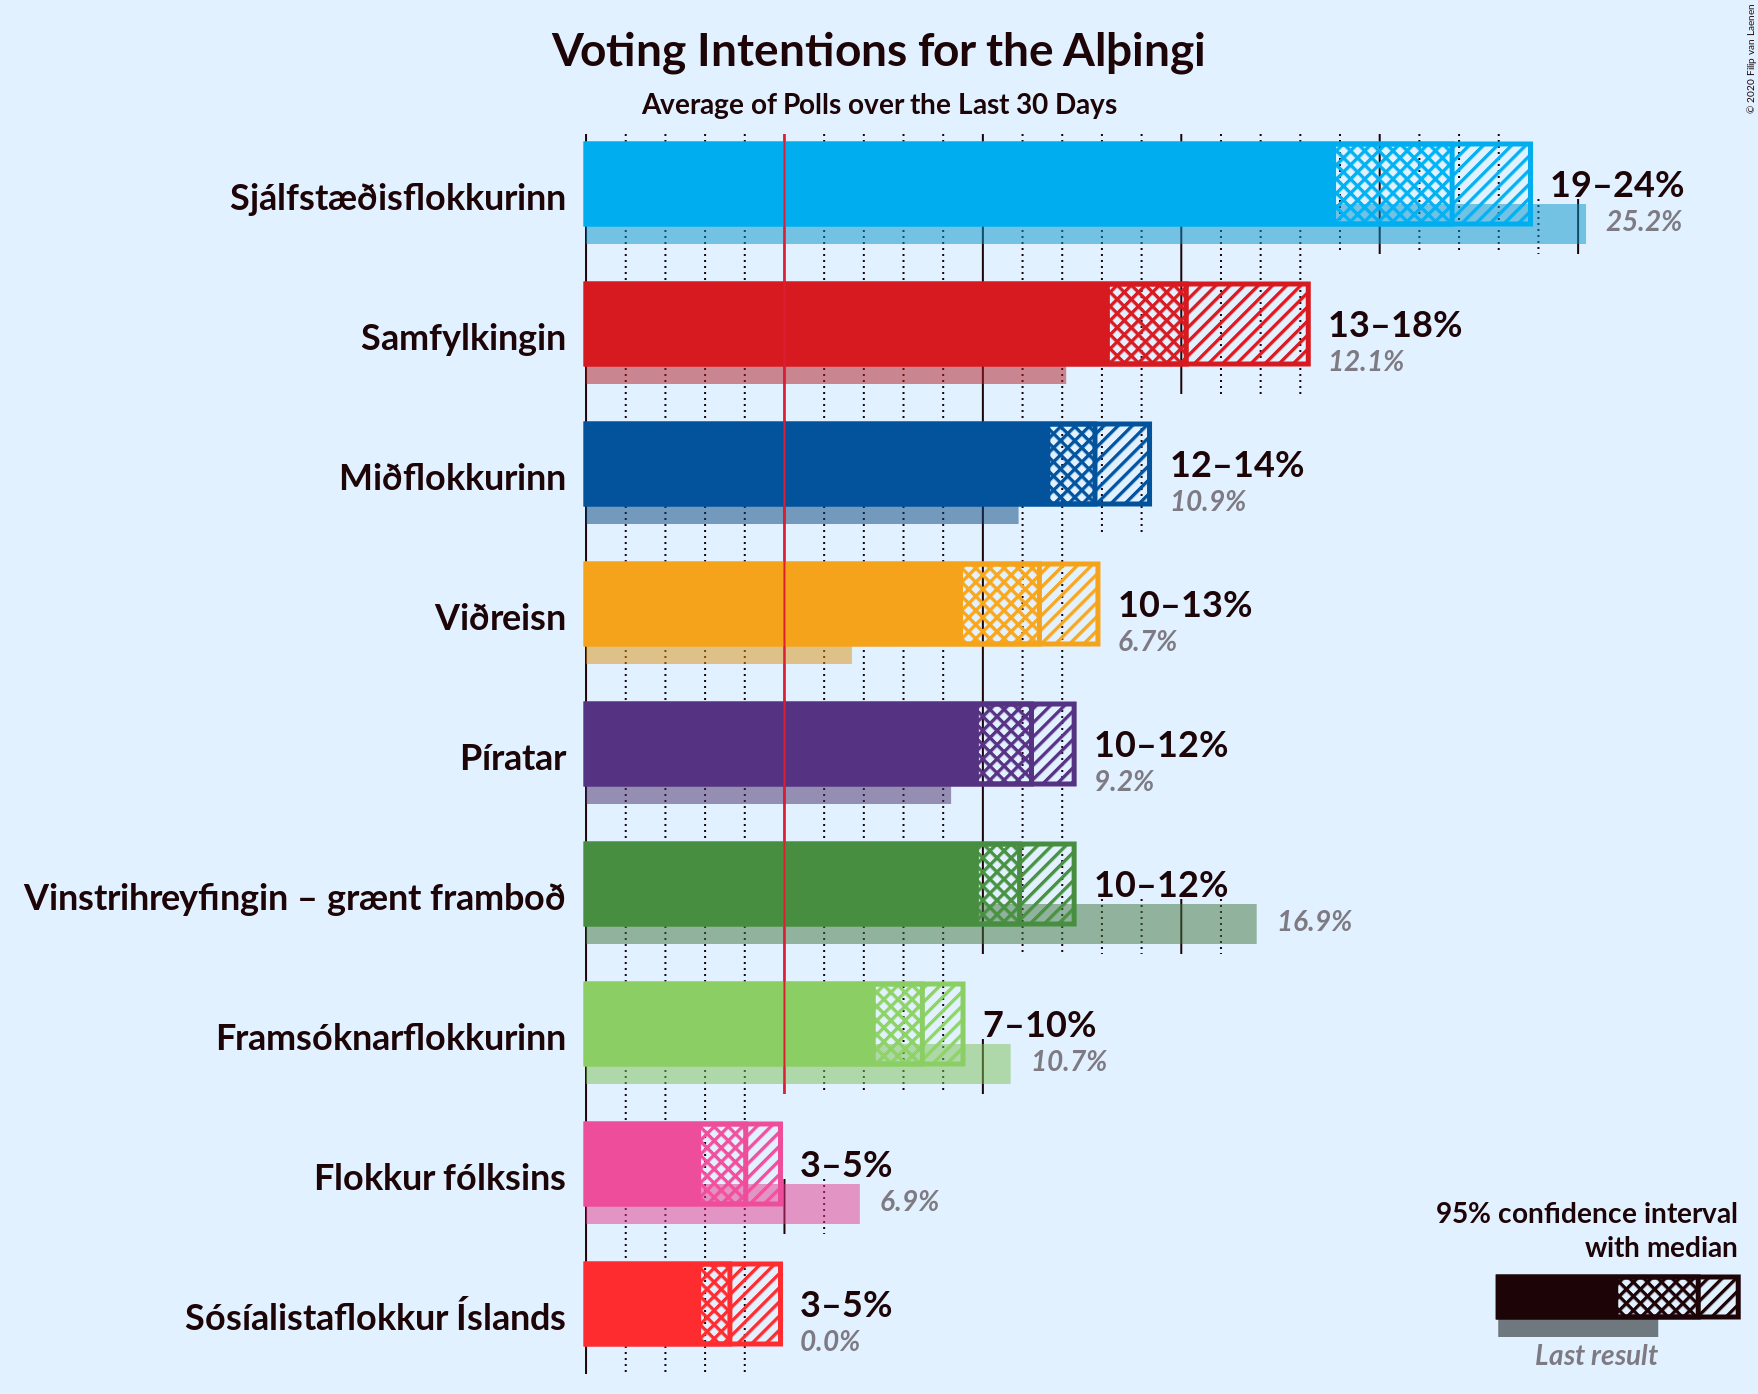 Voting Intentions for the Alþingi
Average of Polls over the Last 30 Days
© 2020 Filip van Laenen
Sjálfstæðisflokkurinn
19–24%
25.2%
Samfylkingin
13–18%
12.1%
Miðflokkurinn
12–14%
10.9%
Viðreisn
10–13%
6.7%
Píratar
10–12%
9.2%
Vinstrihreyfingin – grænt framboð
10–12%
16.9%
Framsóknarflokkurinn
7–10%
10.7%
Flokkur fólksins
3–5%
6.9%
Sósíalistaflokkur Íslands
3–5%
0.0%
95% confidence interval
with median
Last result